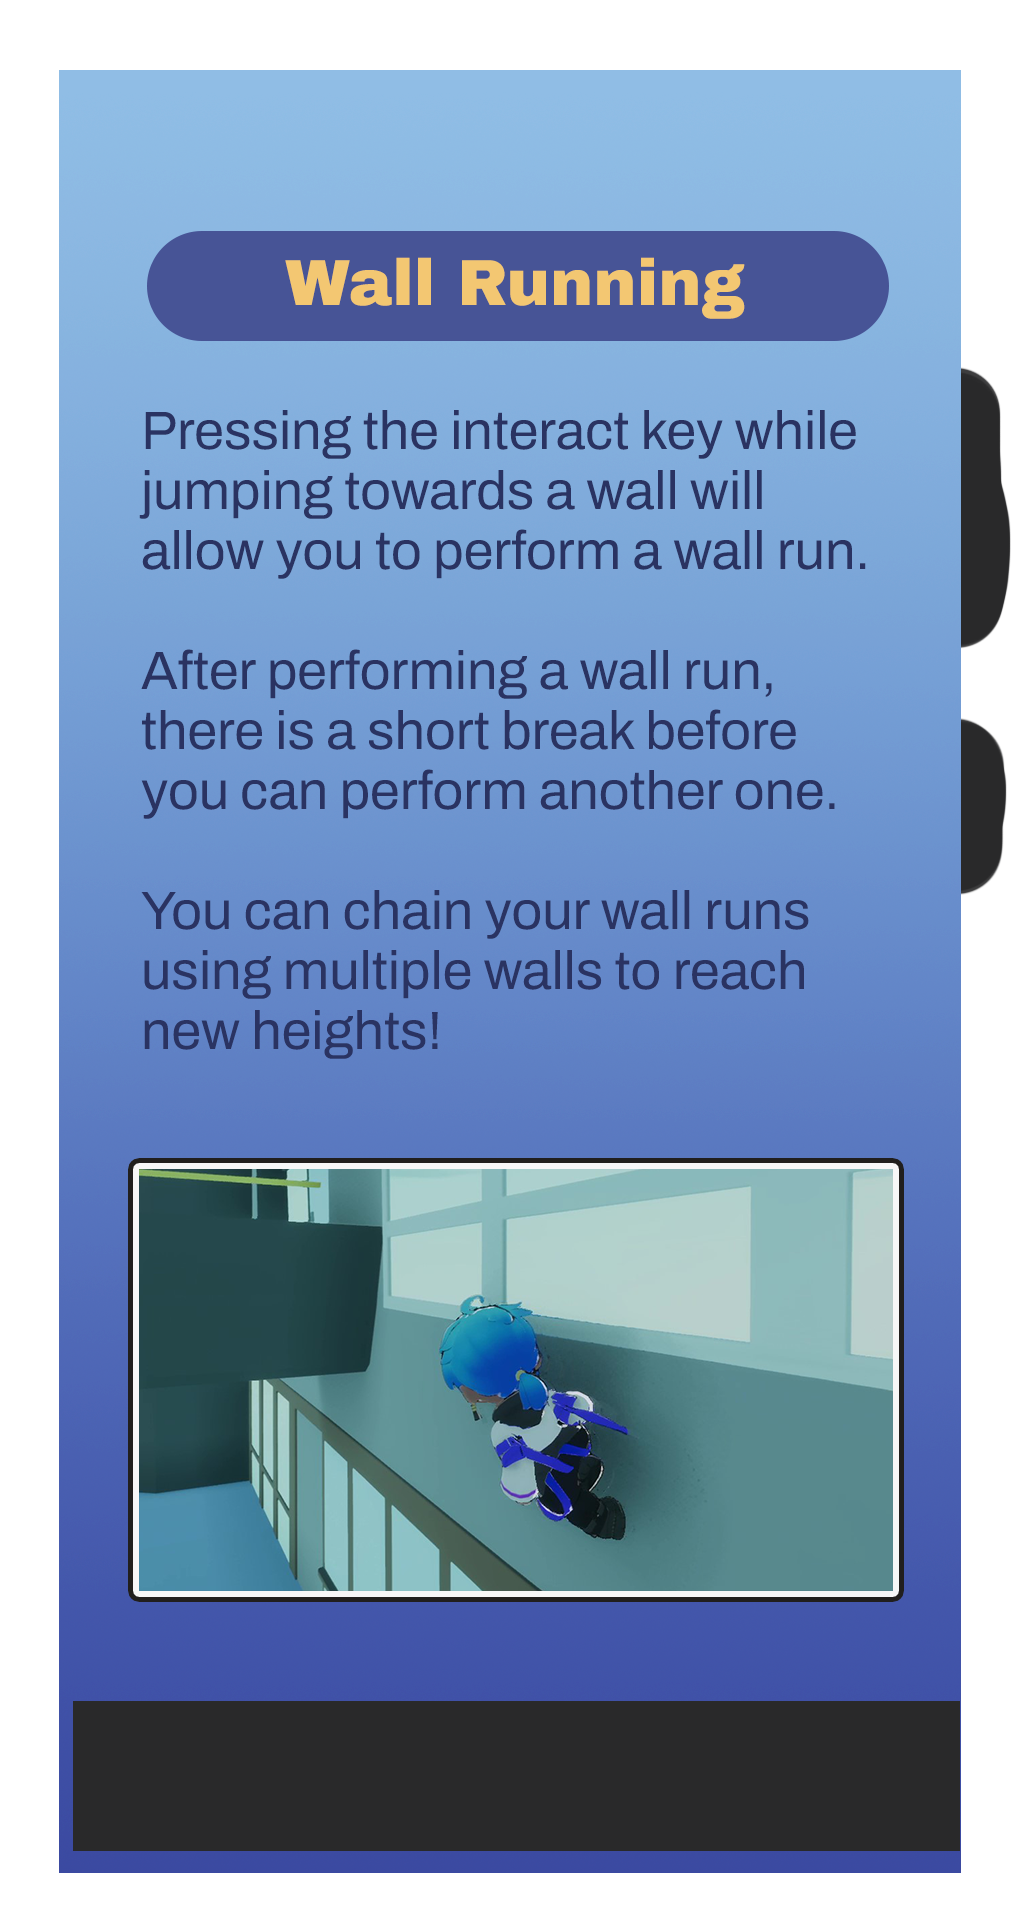 Wall Running
Pressing the interact key while
jumping towards a wall will
allow you to perform a wall run.
After performing a wall run,
there is a short break before
you can perform another one.
You can chain your wall runs
using multiple walls to reach
new heights!